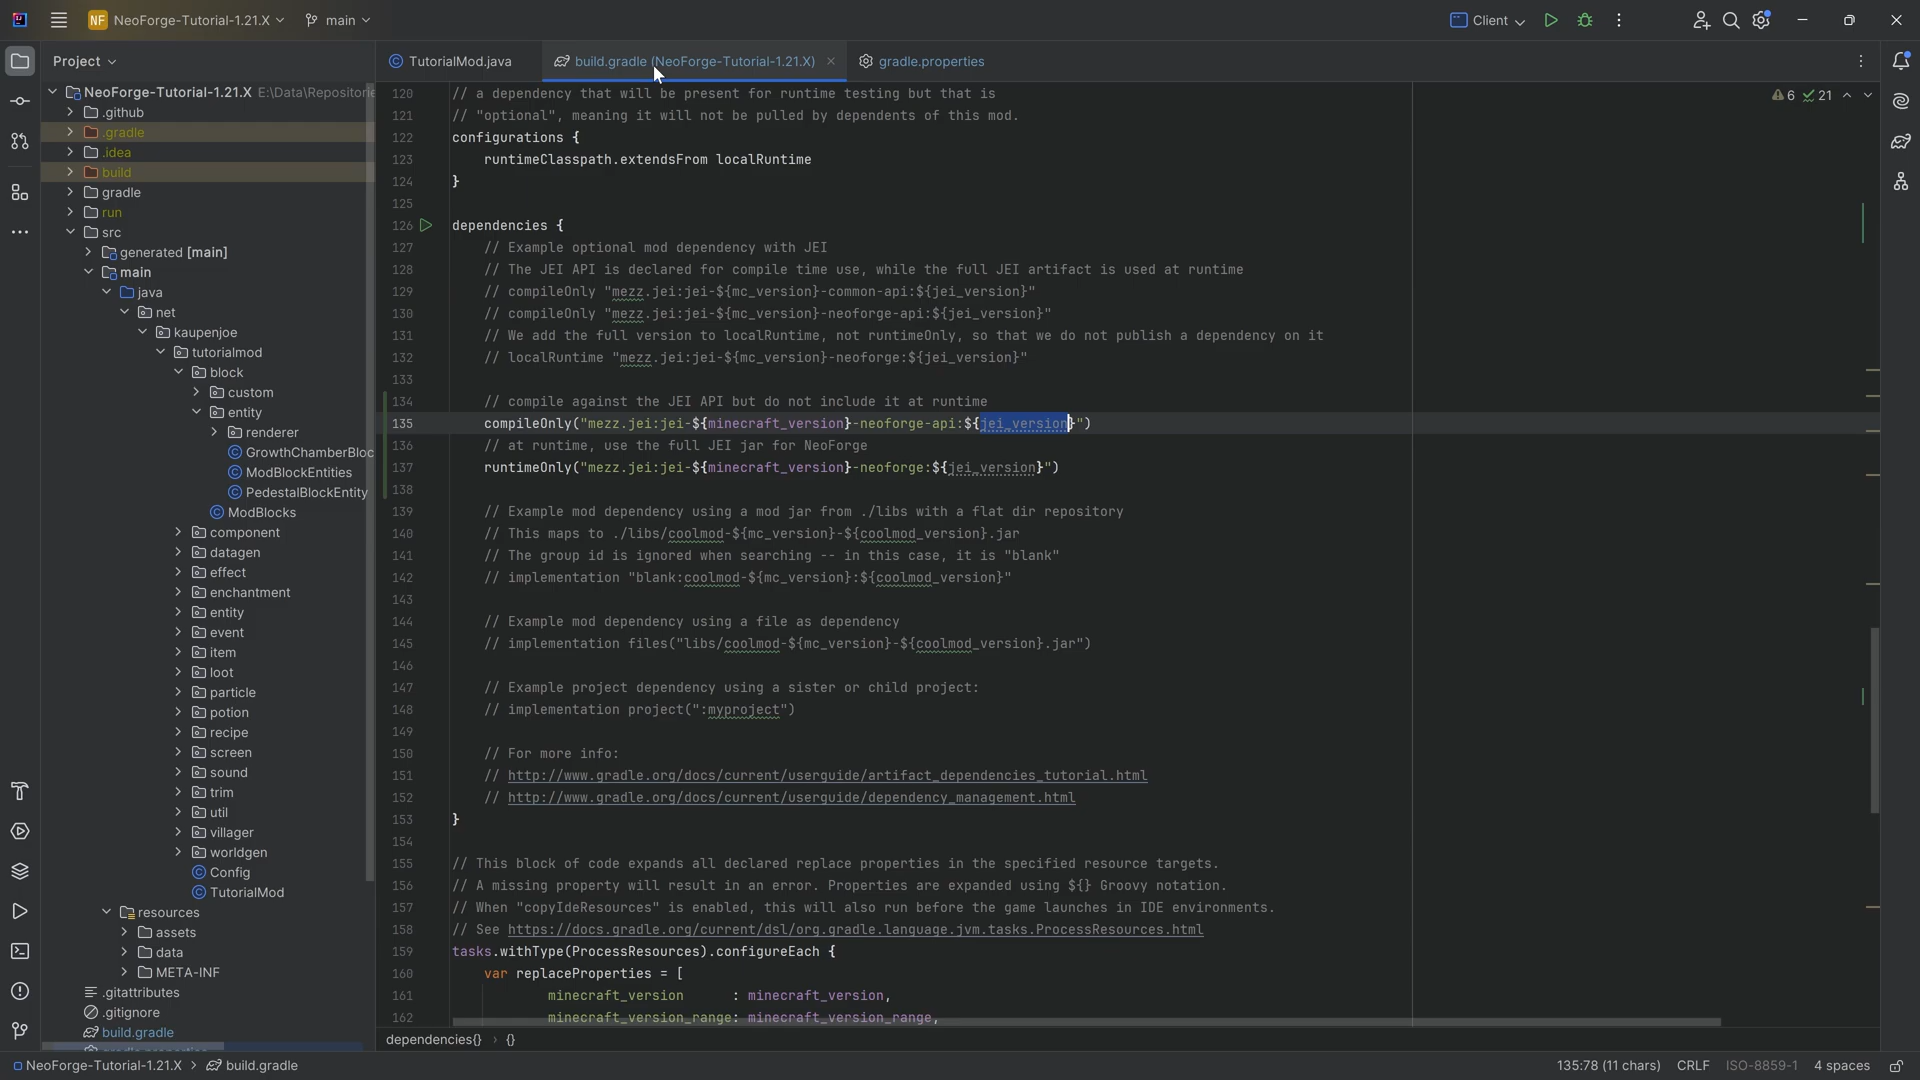 NF NeoForge-Tutorial-1.21.X
main
Client
Project
TutorialMod.java
build.gradle (NeoForge-Tutorial-1.21.X)
gradle.properties
NeoForge-Tutorial-1.21.X E:\Data\Repositorie
.github
.gradle
.idea
build
gradle
run
src
generated [main]
main
java
net
kaupenjoe
tutorialmod
block
custom
entity
renderer
GrowthChamberBloc
ModBlockEntities
PedestalBlockEntity
ModBlocks
component
datagen
effect
enchantment
entity
event
item
loot
particle
potion
recipe
screen
sound
trim
util
villager
worldgen
Config
TutorialMod
resources
assets
data
META-INF
.gitattributes
.gitignore
build.gradle
6 21
120 // a dependency that will be present for runtime testing but that is
121 // "optional", meaning it will not be pulled by dependents of this mod.
122 configurations {
123 runtimeClasspath.extendsFrom localRuntime
124 }
125
126 dependencies {
127 // Example optional mod dependency with JEI
128 // The JEI API is declared for compile time use, while the full JEI artifact is used at runtime
129 // compileOnly "mezz.jei:jei-${mc_version}-common-api:${jei_version}"
130 // compileOnly "mezz.jei:jei-${mc_version}-neoforge-api:${jei_version}"
131 // We add the full version to localRuntime, not runtimeOnly, so that we do not publish a dependency on it
132 // localRuntime "mezz.jei:jei-${mc_version}-neoforge:${jei_version}"
133
134 // compile against the JEI API but do not include it at runtime
135 compileOnly("mezz.jei:jei-${minecraft_version}-neoforge-api:${jei_version}")
136 // at runtime, use the full JEI jar for NeoForge
137 runtimeOnly("mezz.jei:jei-${minecraft_version}-neoforge:${jei_version}")
138
139 // Example mod dependency using a mod jar from ./libs with a flat dir repository
140 // This maps to ./libs/coolmod-${mc_version}-${coolmod_version}.jar
141 // The group id is ignored when searching -- in this case, it is "blank"
142 // implementation "blank:coolmod-${mc_version}:${coolmod_version}"
143
144 // Example mod dependency using a file as dependency
145 // implementation files("libs/coolmod-${mc_version}-${coolmod_version}.jar")
146
147 // Example project dependency using a sister or child project:
148 // implementation project(":myproject")
149
150 // For more info:
151 // http://www.gradle.org/docs/current/userguide/artifact_dependencies_tutorial.html
152 // http://www.gradle.org/docs/current/userguide/dependency_management.html
153 }
154
155 // This block of code expands all declared replace properties in the specified resource targets.
156 // A missing property will result in an error. Properties are expanded using ${} Groovy notation.
157 // When "copyIdeResources" is enabled, this will also run before the game launches in IDE environments.
158 // See https://docs.gradle.org/current/dsl/org.gradle.language.jvm.tasks.ProcessResources.html
159 tasks.withType(ProcessResources).configureEach {
160 var replaceProperties = [
161 minecraft_version : minecraft_version,
162 minecraft_version_range: minecraft_version_range,
dependencies{} › {}
NeoForge-Tutorial-1.21.X › build.gradle
135:78 (11 chars) CRLF ISO-8859-1 4 spaces